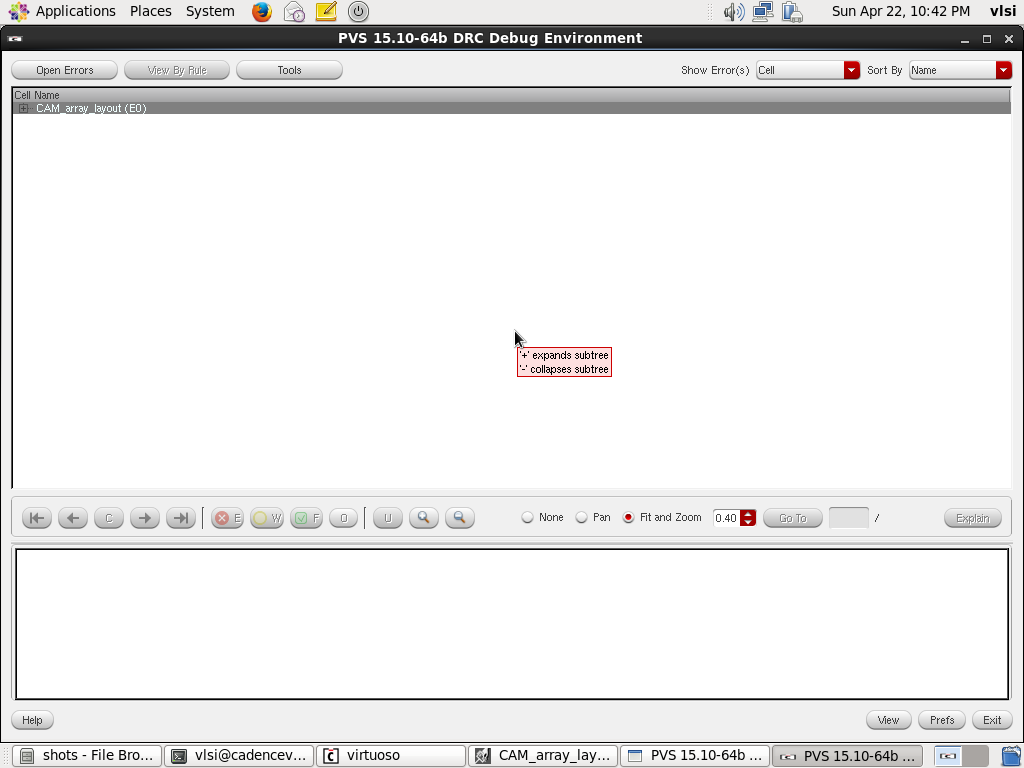 Applications Places System Sun Apr 22, 10:42 PM vlsi
PVS 15.10-64b DRC Debug Environment
Open Errors View By Rule Tools Show Error(s) Cell Sort By Name
Cell Name
CAM_array_layout (E0)
'+' expands subtree
'-' collapses subtree
C E W F O U None Pan Fit and Zoom 0.40 Go To / Explain
Help View Prefs Exit
shots - File Bro... vlsi@cadencev... virtuoso CAM_array_lay... PVS 15.10-64b ... PVS 15.10-64b ...